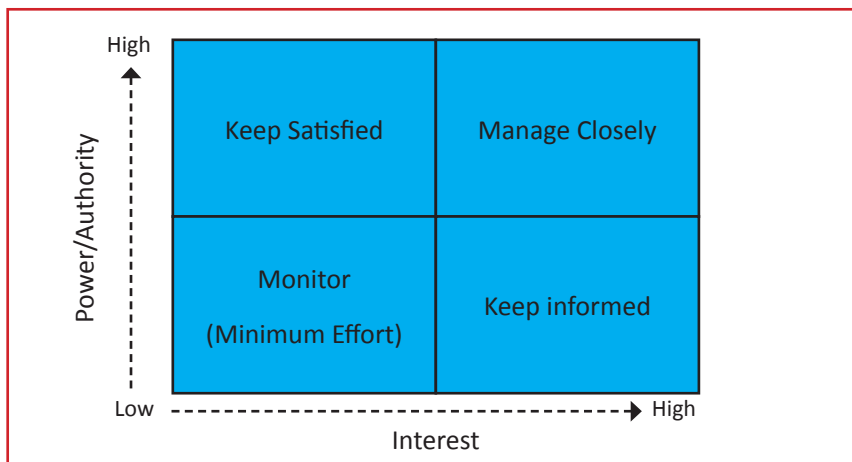 High
Keep Satisfied
Manage Closely
Power/Authority
Monitor
(Minimum Effort)
Keep informed
Low
High
Interest